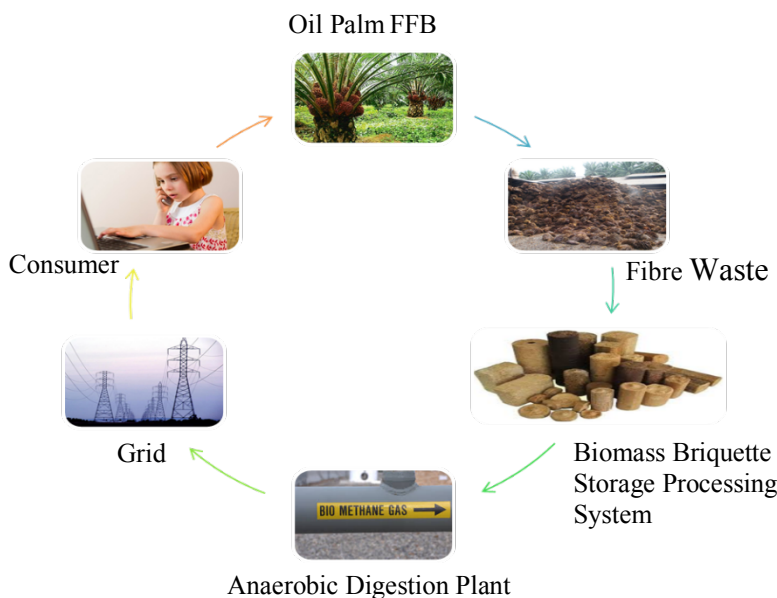 Oil Palm FFB
Consumer
Fibre Waste
Grid
Biomass Briquette
Storage Processing
System
BIO METHANE GAS
Anaerobic Digestion Plant